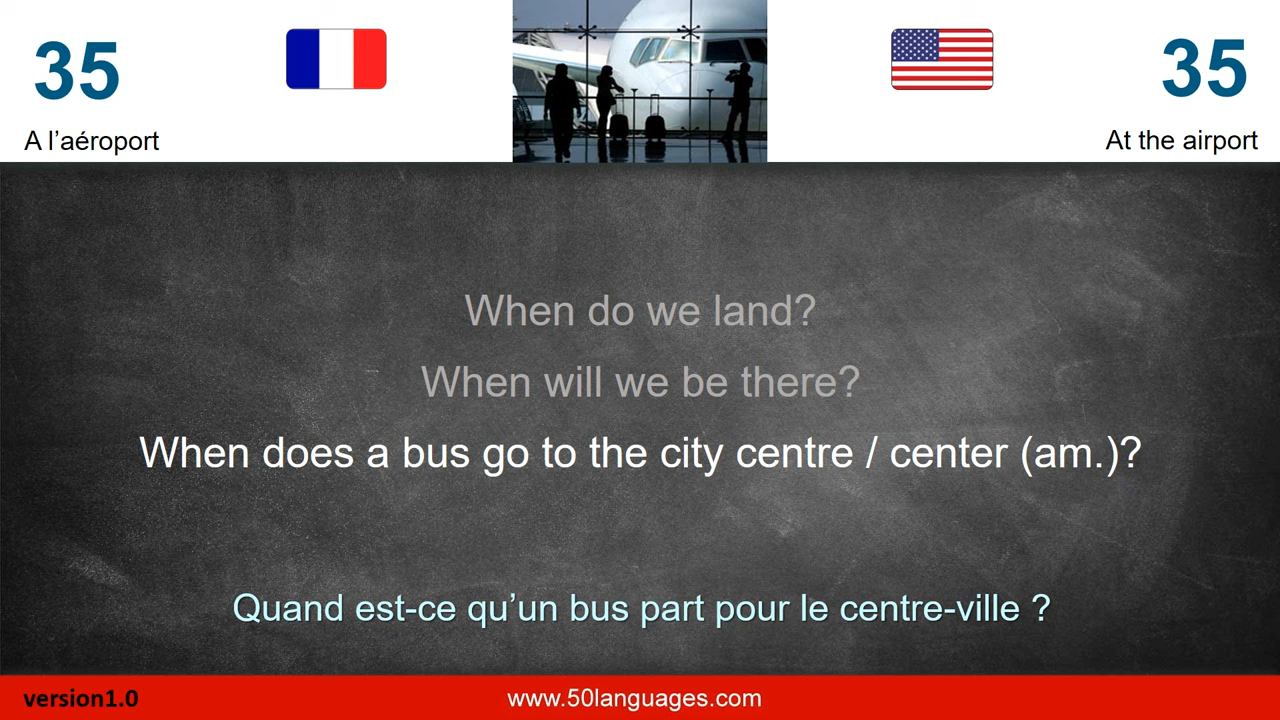 35
35
A l’aéroport
At the airport
When do we land?
When will we be there?
When does a bus go to the city centre / center (am.)?
Quand est-ce qu’un bus part pour le centre-ville ?
version1.0
www.50languages.com